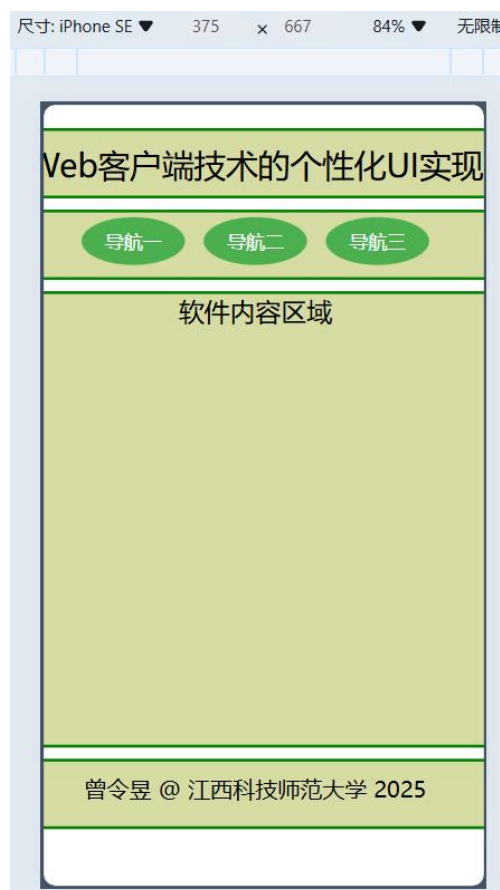 尺寸: iPhone SE ▼ 375 × 667 84% ▼ 无限制
Web客户端技术的个性化UI实现
导航一 导航二 导航三
软件内容区域
曾令昱 @ 江西科技师范大学 2025